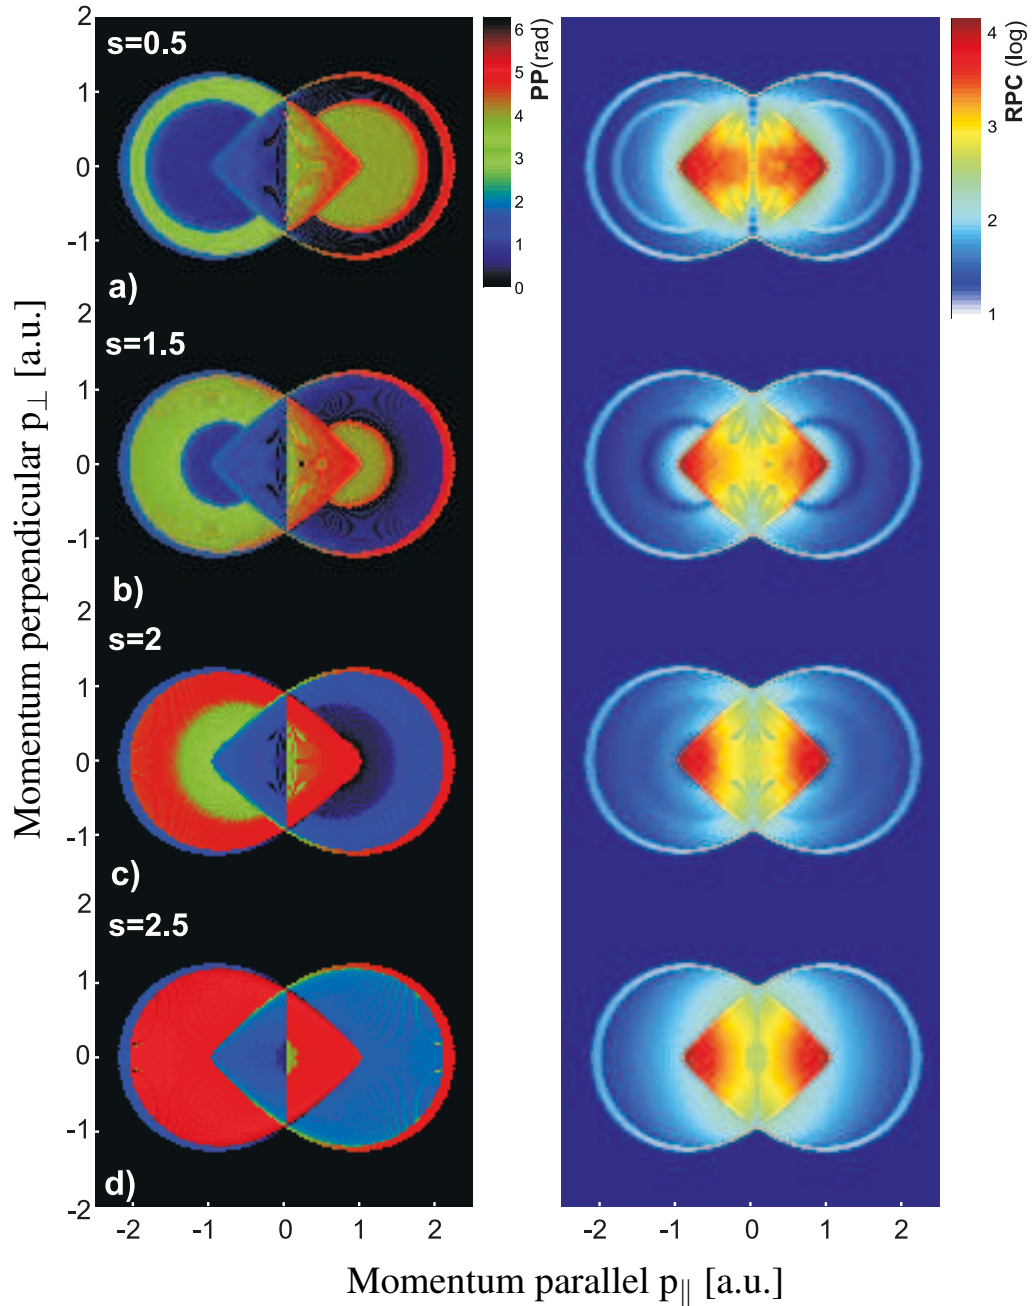 2
s=0.5
1
0
-1
a)
6
5
4
3
2
1
0
PP(rad)
4
3
2
1
RPC (log)
2
s=1.5
1
0
-1
b)
2
s=2
1
0
-1
c)
2
s=2.5
1
0
-1
-2
d)
-2 -1 0 1 2
-2 -1 0 1 2
Momentum perpendicular p⊥ [a.u.]
Momentum parallel p∥ [a.u.]